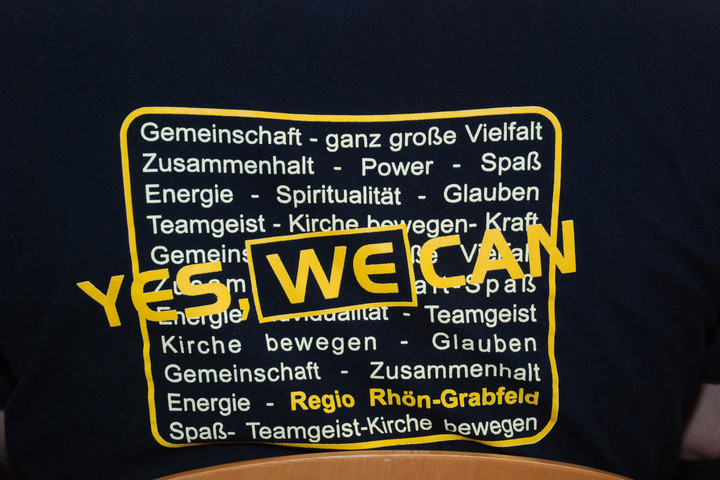 Gemeinschaft - ganz große Vielfalt
Zusammenhalt - Power - Spaß
Energie - Spiritualität - Glauben
Teamgeist - Kirche bewegen- Kraft
YES, WE CAN
Energie - Teamgeist
Kirche bewegen - Glauben
Gemeinschaft - Zusammenhalt
Energie - Regio Rhön-Grabfeld
Spaß- Teamgeist-Kirche bewegen